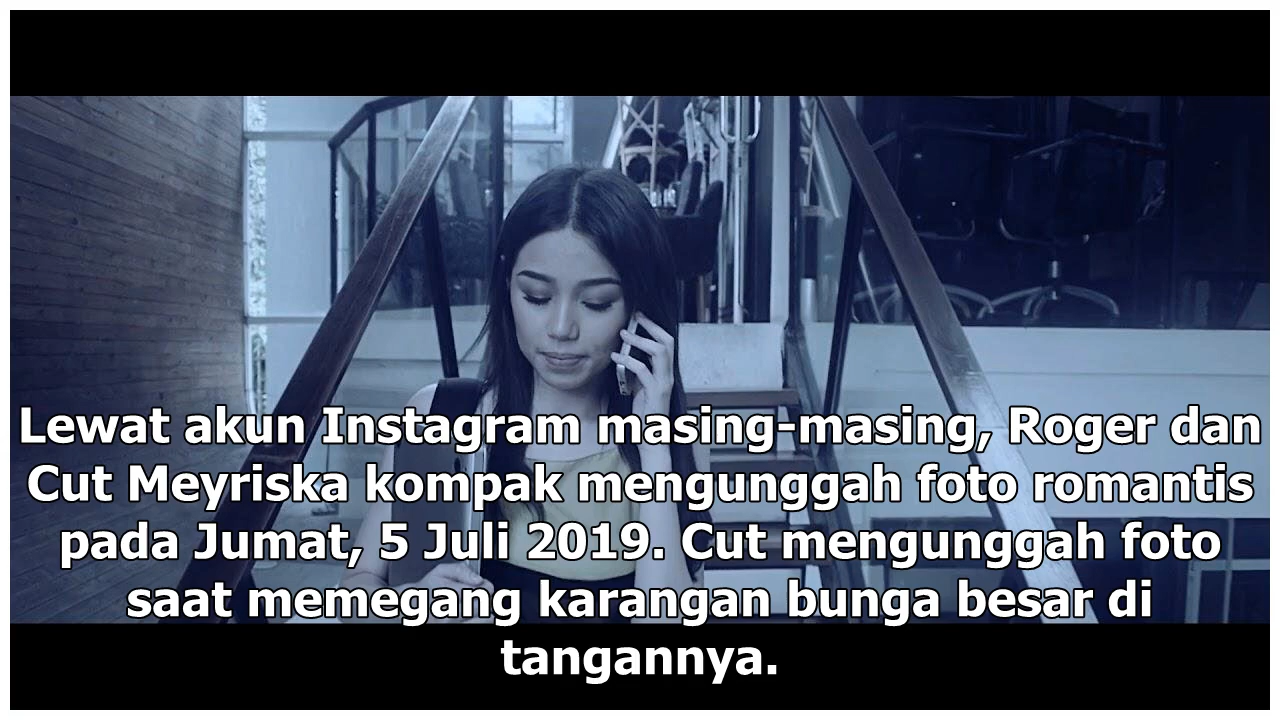 Lewat akun Instagram masing-masing, Roger dan
Cut Meyriska kompak mengunggah foto romantis
pada Jumat, 5 Juli 2019. Cut mengunggah foto
saat memegang karangan bunga besar di
tangannya.